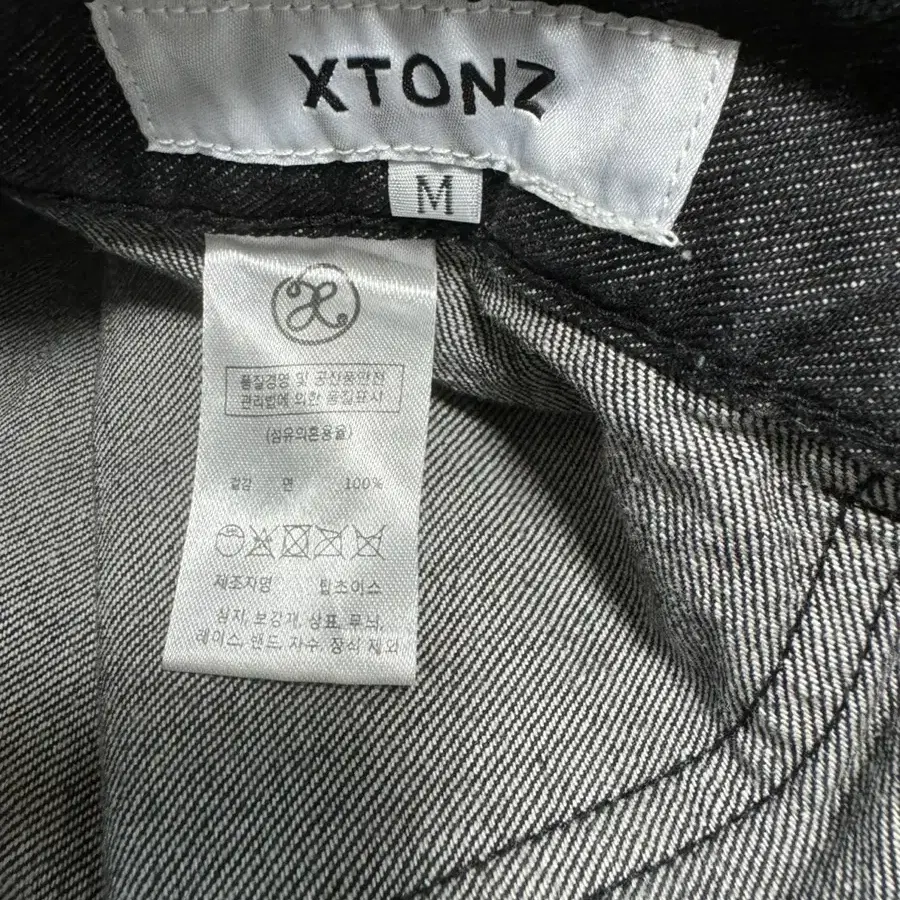 XTONZ
M
품질경영 및 공산품안전
관리법에 의한 품질표시
(섬유의혼용율)
겉감 면 100%
제조자명 팁초이스
심지, 보강재, 상표, 무늬,
레이스, 밴드, 자수, 장식 제외